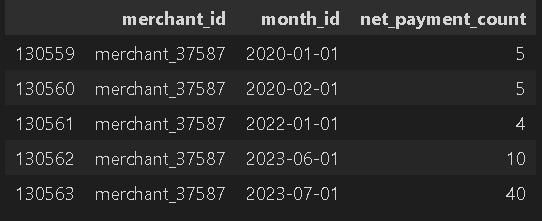 merchant_id month_id net_payment_count
130559 merchant_37587 2020-01-01 5
130560 merchant_37587 2020-02-01 5
130561 merchant_37587 2022-01-01 4
130562 merchant_37587 2023-06-01 10
130563 merchant_37587 2023-07-01 40